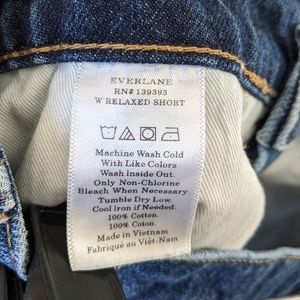 EVERLANE
RN# 139393
W RELAXED SHORT
Machine Wash Cold
With Like Colors
Wash inside Out.
Only Non-Chlorine
Bleach When Necessary
Tumble Dry Low.
Cool Iron if Needed.
100% Cotton.
100% Coton.
Made in Vietnam
Fabriqué au Viêt-Nam